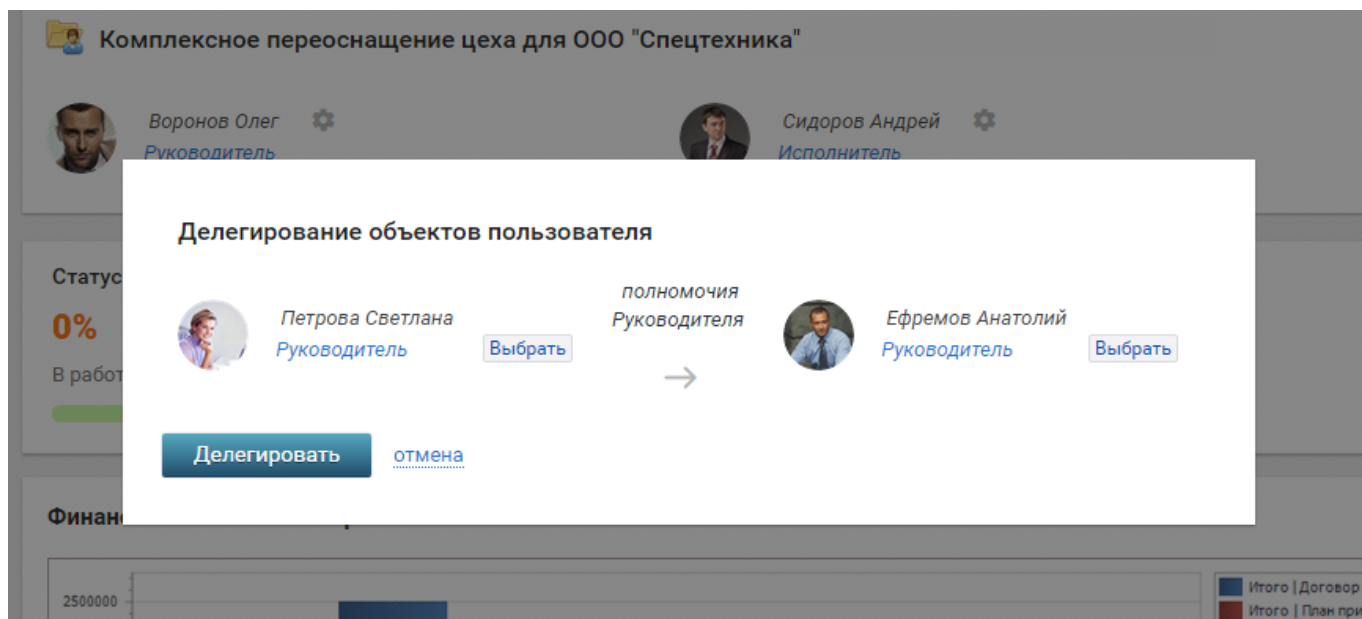 Комплексное переоснащение цеха для ООО "Спецтехника"
Воронов Олег
Руководитель
Сидоров Андрей
Исполнитель
Делегирование объектов пользователя
Петрова Светлана
Руководитель
Выбрать
полномочия
Руководителя
Ефремов Анатолий
Руководитель
Выбрать
Делегировать
отмена
Статус
0%
В работ
Финан
2500000
Итого | Договор
Итого | План при